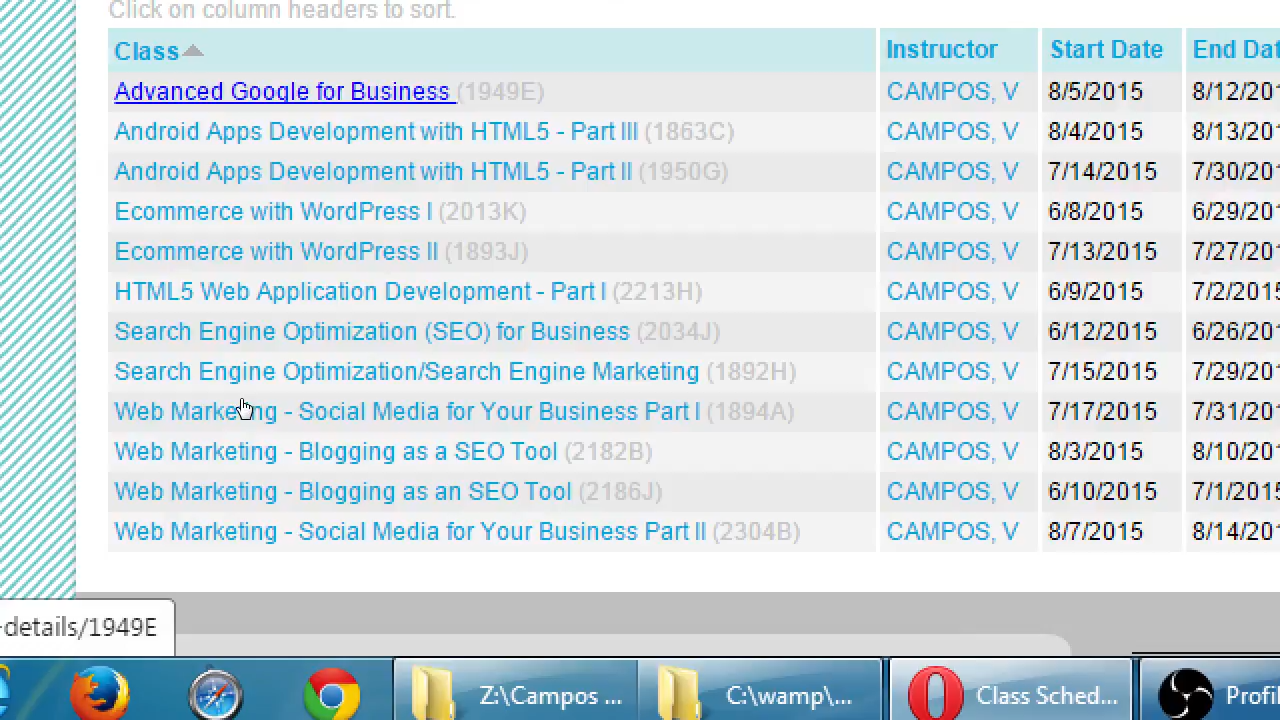 Click on column headers to sort.
Class Instructor Start Date End Dat
Advanced Google for Business (1949E) CAMPOS, V 8/5/2015 8/12/201
Android Apps Development with HTML5 - Part III (1863C) CAMPOS, V 8/4/2015 8/13/201
Android Apps Development with HTML5 - Part II (1950G) CAMPOS, V 7/14/2015 7/30/201
Ecommerce with WordPress I (2013K) CAMPOS, V 6/8/2015 6/29/201
Ecommerce with WordPress II (1893J) CAMPOS, V 7/13/2015 7/27/201
HTML5 Web Application Development - Part I (2213H) CAMPOS, V 6/9/2015 7/2/2015
Search Engine Optimization (SEO) for Business (2034J) CAMPOS, V 6/12/2015 6/26/201
Search Engine Optimization/Search Engine Marketing (1892H) CAMPOS, V 7/15/2015 7/29/201
Web Marketing - Social Media for Your Business Part I (1894A) CAMPOS, V 7/17/2015 7/31/201
Web Marketing - Blogging as a SEO Tool (2182B) CAMPOS, V 8/3/2015 8/10/201
Web Marketing - Blogging as an SEO Tool (2186J) CAMPOS, V 6/10/2015 7/1/2015
Web Marketing - Social Media for Your Business Part II (2304B) CAMPOS, V 8/7/2015 8/14/201
-details/1949E
Z:\Campos ... C:\wamp\... Class Sched... Profil